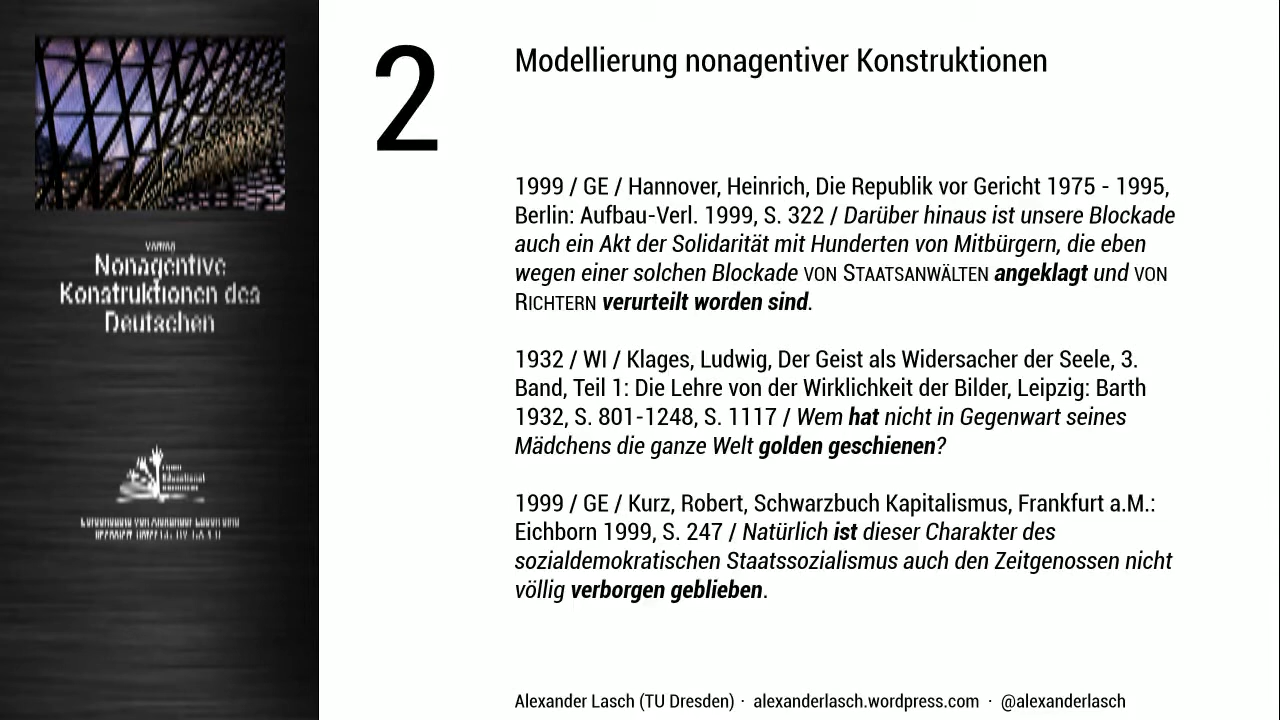 2
Modellierung nonagentiver Konstruktionen
1999 / GE / Hannover, Heinrich, Die Republik vor Gericht 1975 - 1995,
Berlin: Aufbau-Verl. 1999, S. 322 / Darüber hinaus ist unsere Blockade
auch ein Akt der Solidarität mit Hunderten von Mitbürgern, die eben
wegen einer solchen Blockade VON STAATSANWÄLTEN angeklagt und VON
RICHTERN verurteilt worden sind.
1932 / WI / Klages, Ludwig, Der Geist als Widersacher der Seele, 3.
Band, Teil 1: Die Lehre von der Wirklichkeit der Bilder, Leipzig: Barth
1932, S. 801-1248, S. 1117 / Wem hat nicht in Gegenwart seines
Mädchens die ganze Welt golden geschienen?
1999 / GE / Kurz, Robert, Schwarzbuch Kapitalismus, Frankfurt a.M.:
Eichborn 1999, S. 247 / Natürlich ist dieser Charakter des
sozialdemokratischen Staatssozialismus auch den Zeitgenossen nicht
völlig verborgen geblieben.
Alexander Lasch (TU Dresden) · alexanderlasch.wordpress.com · @alexanderlasch
Vortrag
Nonagentive
Konstruktionen des
Deutschen